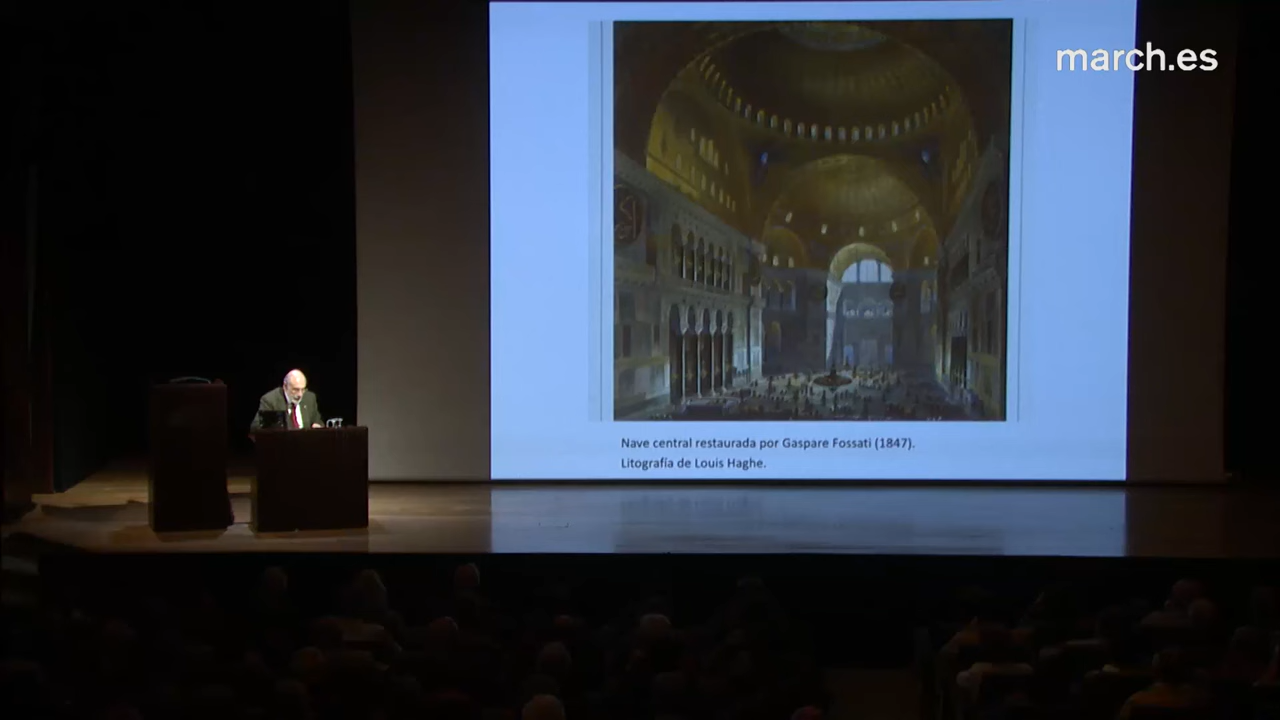 march.es
Nave central restaurada por Gaspare Fossati (1847).
Litografía de Louis Haghe.